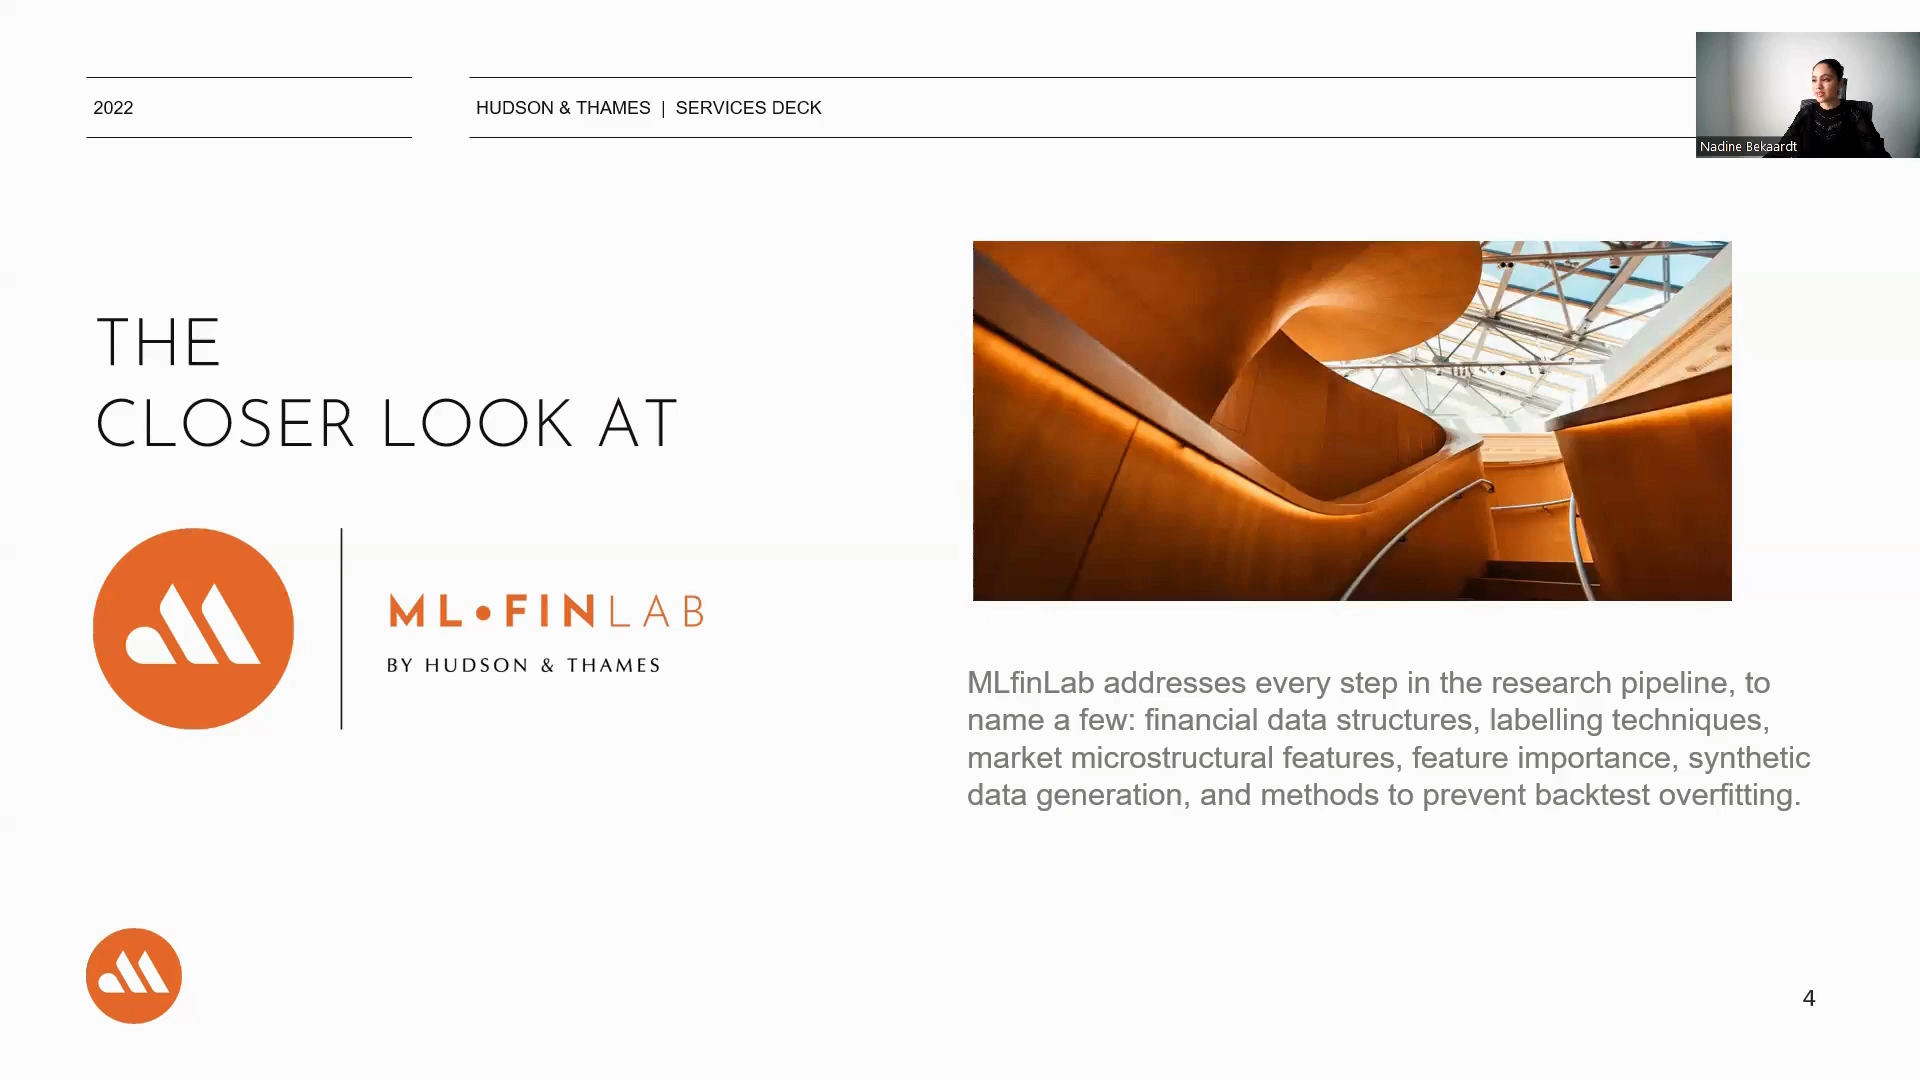 2022
HUDSON & THAMES | SERVICES DECK
Nadine Bekaardt
THE
CLOSER LOOK AT
ML•FINLAB
BY HUDSON & THAMES
MLfinLab addresses every step in the research pipeline, to
name a few: financial data structures, labelling techniques,
market microstructural features, feature importance, synthetic
data generation, and methods to prevent backtest overfitting.
4